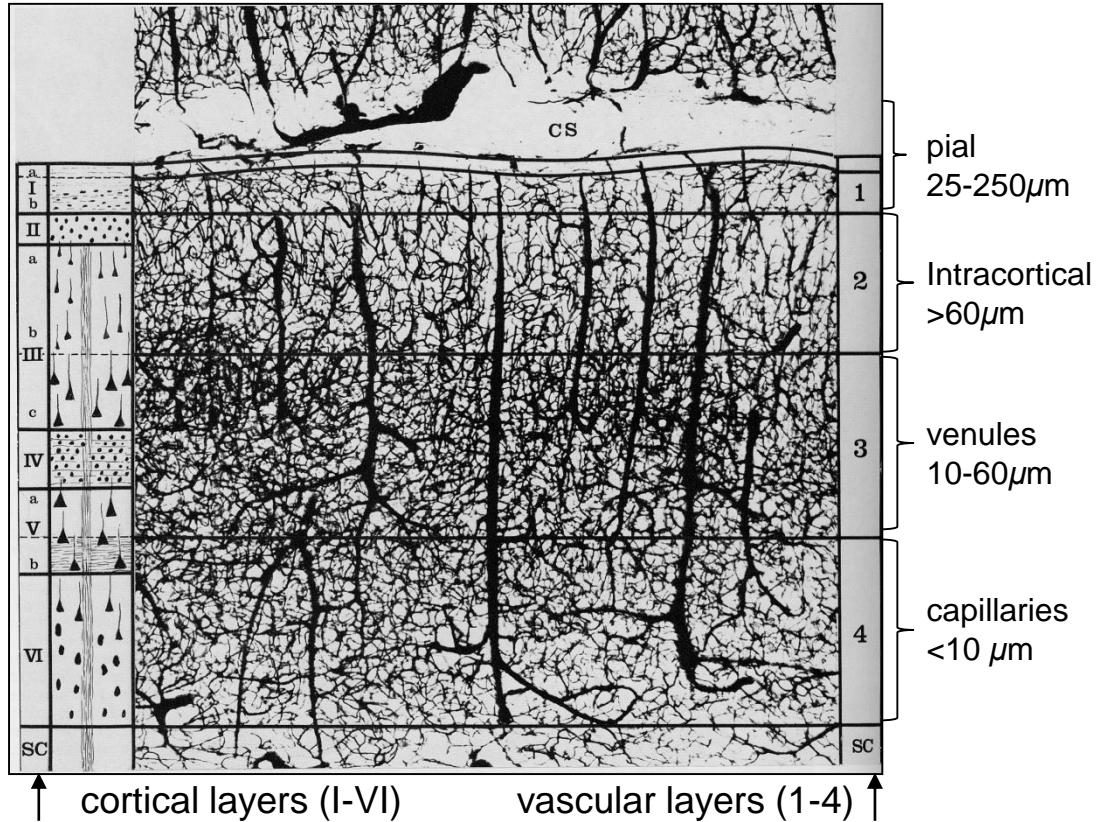 CS
a
I
b
II
a
b
III
c
IV
a
V
b
VI
SC
1
2
3
4
SC
pial
25-250µm
Intracortical
>60µm
venules
10-60µm
capillaries
<10 µm
cortical layers (I-VI)
vascular layers (1-4)